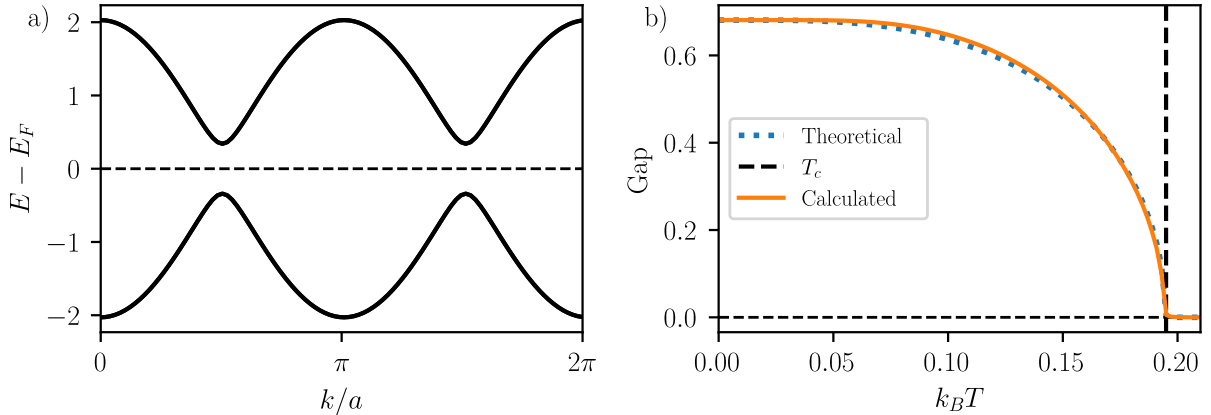 a)
2
1
0
−1
−2
E − E_F
0
π
2π
k/a
b)
0.6
0.4
0.2
0.0
Gap
Theoretical
T_c
Calculated
0.00
0.05
0.10
0.15
0.20
k_BT